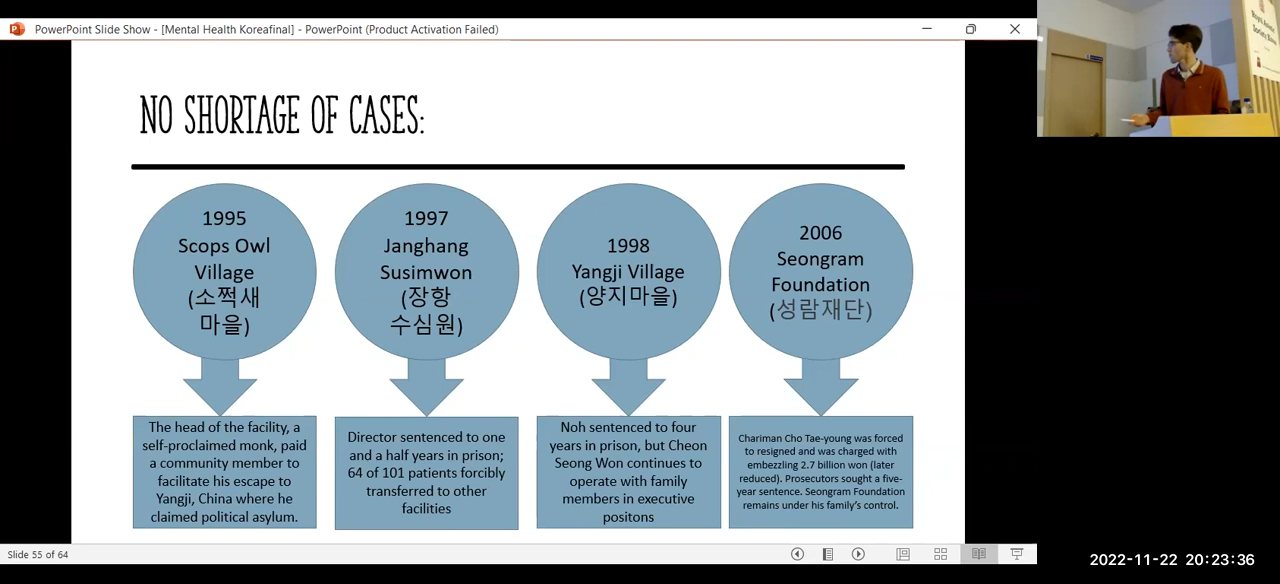 PowerPoint Slide Show - [Mental Health Koreafinal] - PowerPoint (Product Activation Failed)
NO SHORTAGE OF CASES:
1995
Scops Owl
Village
(소쩍새
마을)
1997
Janghang
Susimwon
(장항
수심원)
1998
Yangji Village
(양지마을)
2006
Seongram
Foundation
(성람재단)
The head of the facility, a
self-proclaimed monk, paid
a community member to
facilitate his escape to
Yangji, China where he
claimed political asylum.
Director sentenced to one
and a half years in prison;
64 of 101 patients forcibly
transferred to other
facilities
Noh sentenced to four
years in prison, but Cheon
Seong Won continues to
operate with family
members in executive
positons
Chariman Cho Tae-young was forced
to resigned and was charged with
embezzling 2.7 billion won (later
reduced). Prosecutors sought a five-
year sentence. Seongram Foundation
remains under his family's control.
Slide 55 of 64
2022-11-22 20:23:36